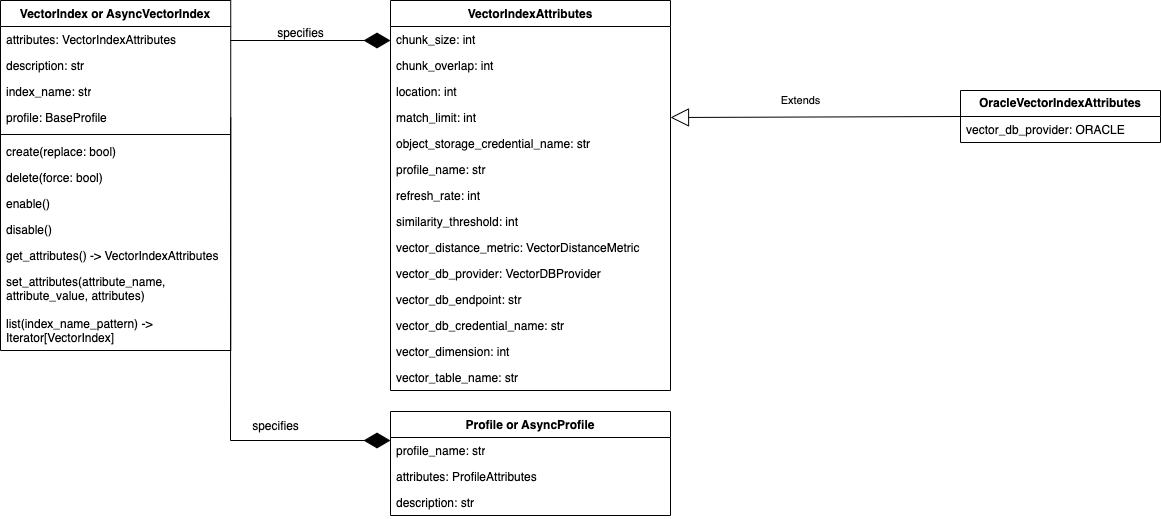 VectorIndex or AsyncVectorIndex
attributes: VectorIndexAttributes
description: str
index_name: str
profile: BaseProfile
create(replace: bool)
delete(force: bool)
enable()
disable()
get_attributes() -> VectorIndexAttributes
set_attributes(attribute_name,
attribute_value, attributes)
list(index_name_pattern) ->
Iterator[VectorIndex]
specifies
VectorIndexAttributes
chunk_size: int
chunk_overlap: int
location: int
match_limit: int
object_storage_credential_name: str
profile_name: str
refresh_rate: int
similarity_threshold: int
vector_distance_metric: VectorDistanceMetric
vector_db_provider: VectorDBProvider
vector_db_endpoint: str
vector_db_credential_name: str
vector_dimension: int
vector_table_name: str
Extends
OracleVectorIndexAttributes
vector_db_provider: ORACLE
specifies
Profile or AsyncProfile
profile_name: str
attributes: ProfileAttributes
description: str